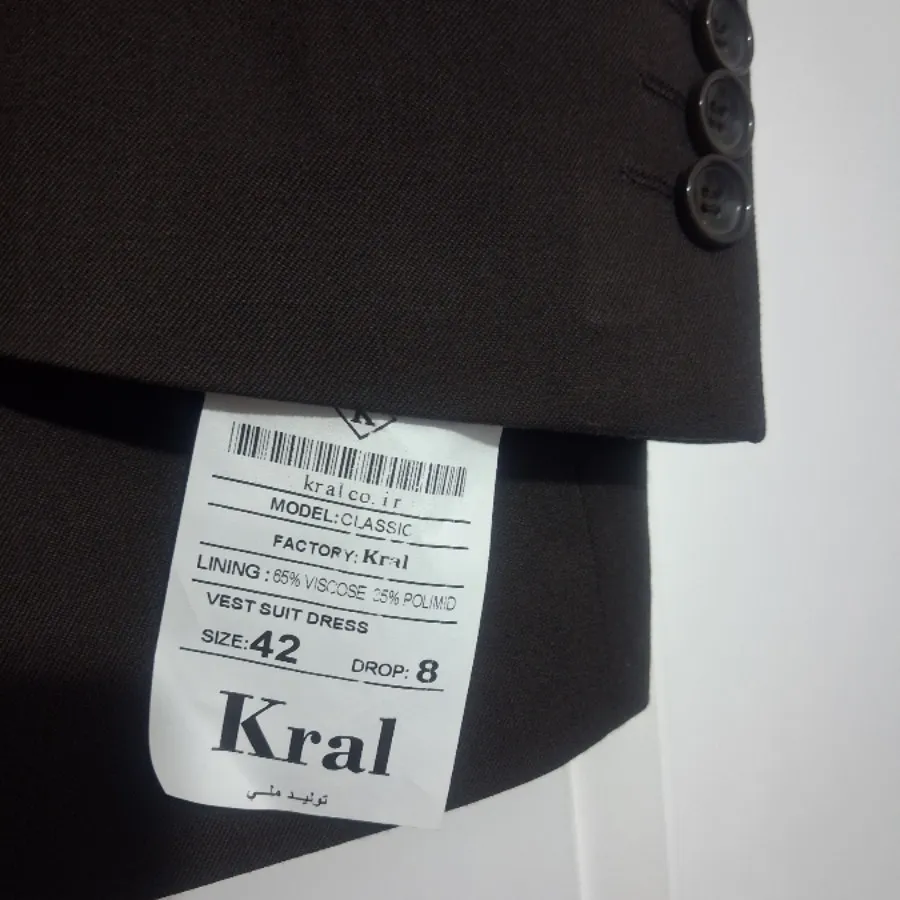 K
kralco.ir
MODEL:CLASSIC
FACTORY: Kral
LINING : 65% VISCOSE 35% POLIMID
VEST SUIT DRESS
SIZE:42 DROP: 8
Kral
تولید ملی